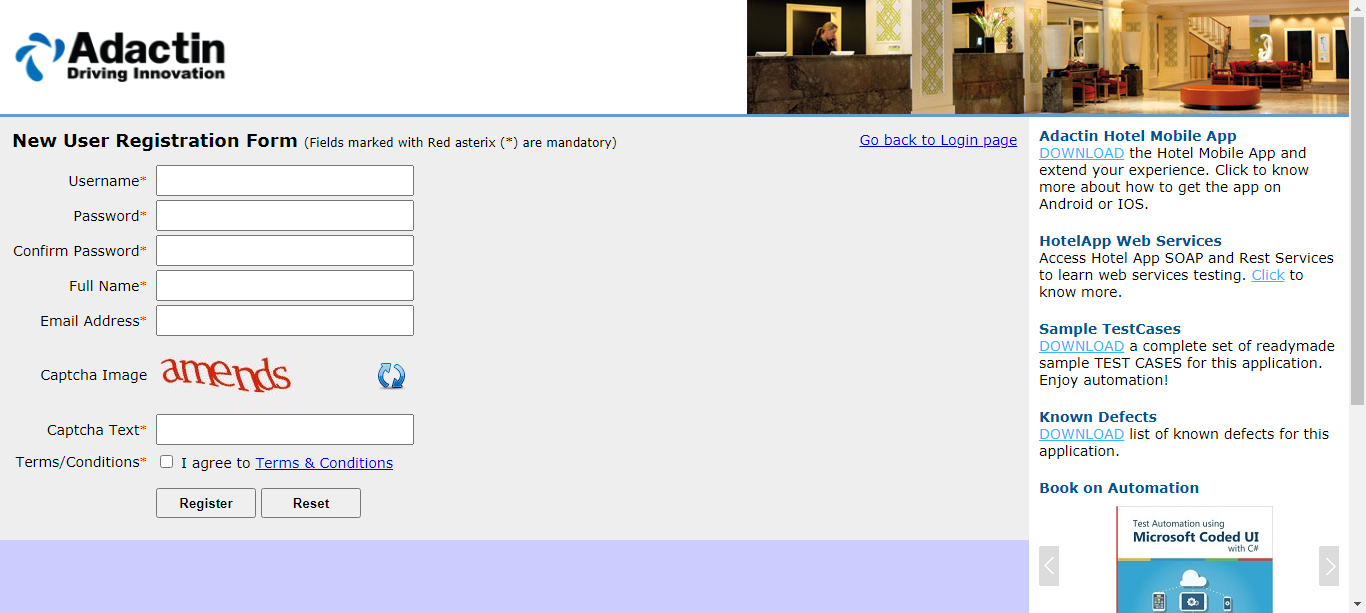 Adactin
Driving Innovation
New User Registration Form (Fields marked with Red asterix (*) are mandatory)
Go back to Login page
Username*
Password*
Confirm Password*
Full Name*
Email Address*
Captcha Image amends
Captcha Text*
Terms/Conditions* I agree to Terms & Conditions
Register Reset
Adactin Hotel Mobile App
DOWNLOAD the Hotel Mobile App and
extend your experience. Click to know
more about how to get the app on
Android or IOS.
HotelApp Web Services
Access Hotel App SOAP and Rest Services
to learn web services testing. Click to
know more.
Sample TestCases
DOWNLOAD a complete set of readymade
sample TEST CASES for this application.
Enjoy automation!
Known Defects
DOWNLOAD list of known defects for this
application.
Book on Automation
Test Automation using
Microsoft Coded UI
with C#